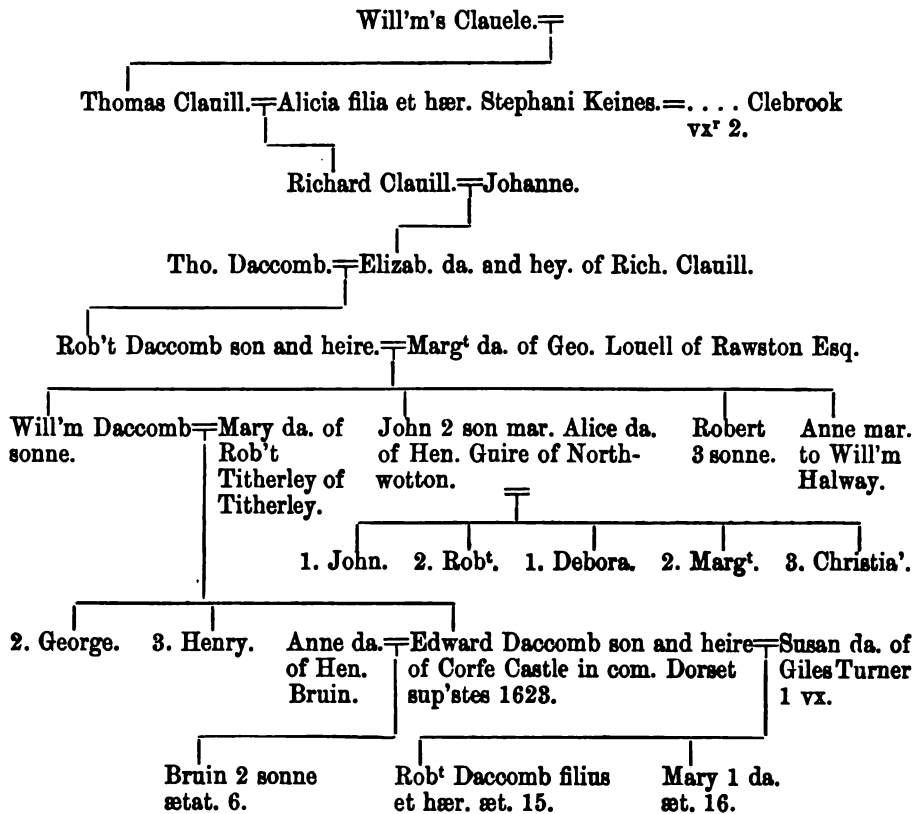 Will'm's Clauele.
Thomas Clauill.=Alicia filia et hær. Stephani Keines.=.... Clebrook
vxʳ 2.
Richard Clauill.=Johanne.
Tho. Daccomb.=Elizab. da. and hey. of Rich. Clauill.
Rob't Daccomb son and heire.=Margᵗ da. of Geo. Louell of Rawston Esq.
Will'm Daccomb=Mary da. of
sonne.
Rob't
Titherley of
Titherley.
John 2 son mar. Alice da.
of Hen. Guire of North-
wotton.
Robert
3 sonne.
Anne mar.
to Will'm
Halway.
1. John. 2. Robᵗ. 1. Debora. 2. Margᵗ. 3. Christia'.
2. George. 3. Henry.
Anne da.
of Hen.
Bruin.
=Edward Daccomb son and heire=
of Corfe Castle in com. Dorset
sup'stes 1623.
Susan da. of
Giles Turner
1 vx.
Bruin 2 sonne
ætat. 6.
Robᵗ Daccomb filius
et hær. æt. 15.
Mary 1 da.
æt. 16.